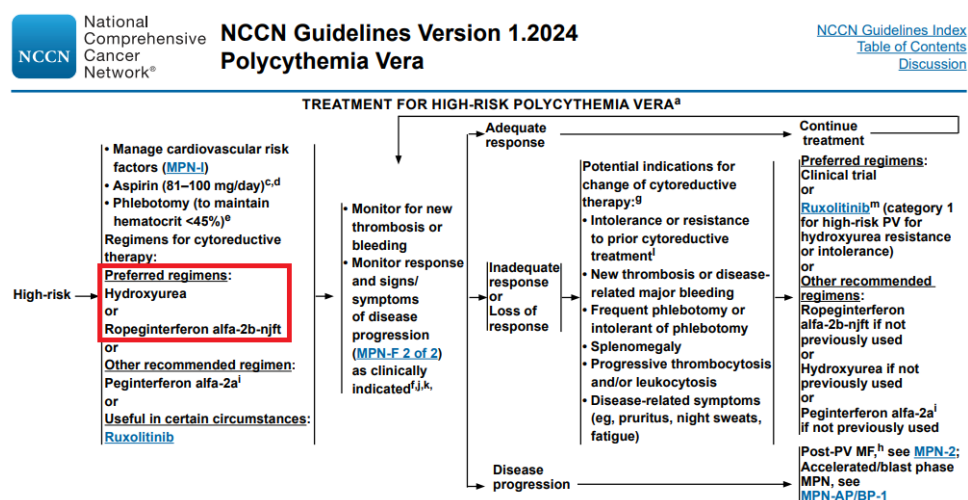 National
Comprehensive
NCCN Cancer
Network®
NCCN Guidelines Version 1.2024
Polycythemia Vera
NCCN Guidelines Index
Table of Contents
Discussion
TREATMENT FOR HIGH-RISK POLYCYTHEMIA VERAa
High-risk
• Manage cardiovascular risk
factors (MPN-I)
• Aspirin (81–100 mg/day)c,d
• Phlebotomy (to maintain
hematocrit <45%)e
Regimens for cytoreductive
therapy:
Preferred regimens:
Hydroxyurea
or
Ropeginterferon alfa-2b-njft
or
Other recommended regimen:
Peginterferon alfa-2ai
or
Useful in certain circumstances:
Ruxolitinib
• Monitor for new
thrombosis or
bleeding
• Monitor response
and signs/
symptoms
of disease
progression
(MPN-F 2 of 2)
as clinically
indicatedf,j,k,
Adequate
response
Continue
treatment
Inadequate
response
or
Loss of
response
Potential indications for
change of cytoreductive
therapy:g
• Intolerance or resistance
to prior cytoreductive
treatmentl
• New thrombosis or disease-
related major bleeding
• Frequent phlebotomy or
intolerant of phlebotomy
• Splenomegaly
• Progressive thrombocytosis
and/or leukocytosis
• Disease-related symptoms
(eg, pruritus, night sweats,
fatigue)
Preferred regimens:
Clinical trial
or
Ruxolitinibm (category 1
for high-risk PV for
hydroxyurea resistance
or intolerance)
or
Other recommended
regimens:
Ropeginterferon
alfa-2b-njft if not
previously used
or
Hydroxyurea if not
previously used
or
Peginterferon alfa-2ai
if not previously used
Disease
progression
Post-PV MF,h see MPN-2;
Accelerated/blast phase
MPN, see
MPN-AP/BP-1